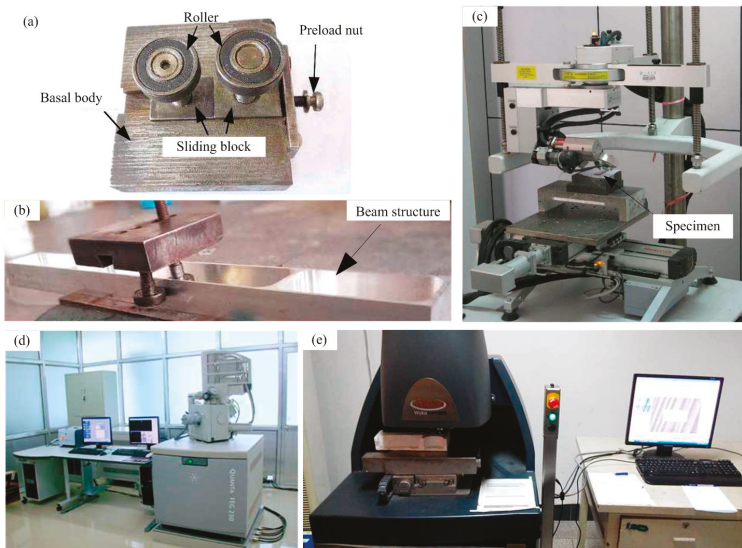 (a)
Roller
Preload nut
Basal body
Sliding block
(b)
Beam structure
(c)
Specimen
(d)
Quanta FEG 250
(e)